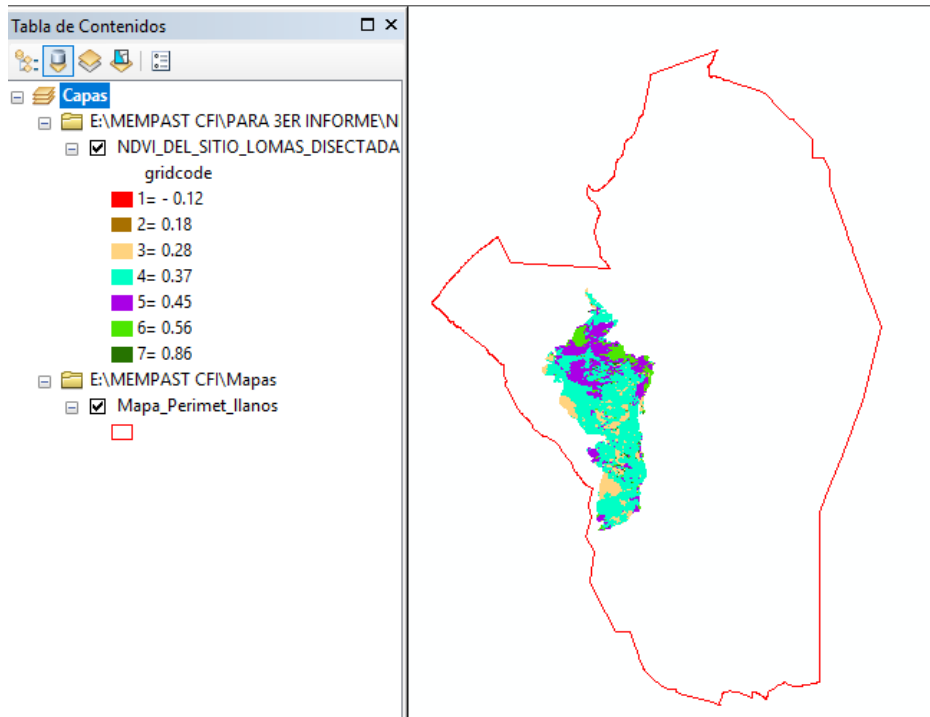 Tabla de Contenidos
Capas
E:\MEMPAST CFI\PARA 3ER INFORME\N
NDVI_DEL_SITIO_LOMAS_DISECTADA
gridcode
1= - 0.12
2= 0.18
3= 0.28
4= 0.37
5= 0.45
6= 0.56
7= 0.86
E:\MEMPAST CFI\Mapas
Mapa_Perimet_llanos